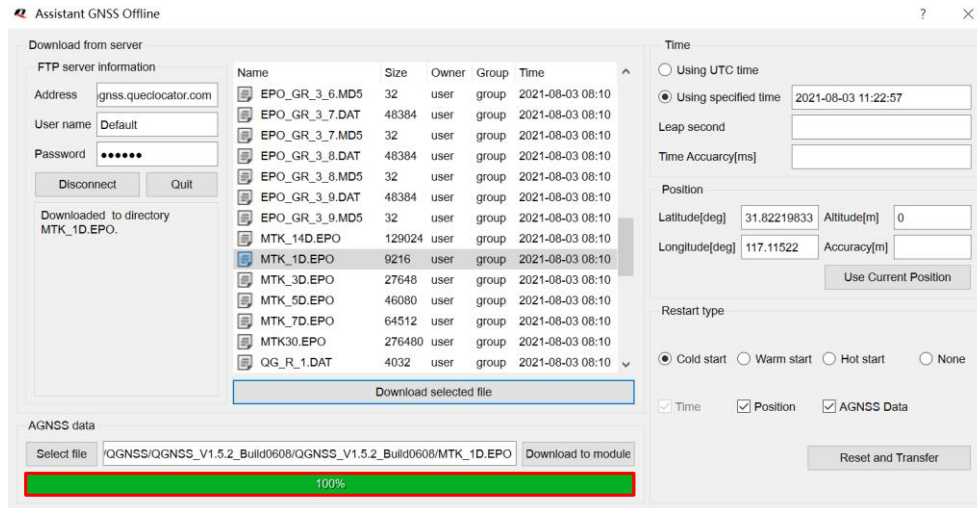 Assistant GNSS Offline
Download from server
FTP server information
Address gnss.queclocator.com
User name Default
Password ●●●●●●
Disconnect Quit
Downloaded to directory
MTK_1D.EPO.
Name Size Owner Group Time
EPO_GR_3_6.MD5 32 user group 2021-08-03 08:10
EPO_GR_3_7.DAT 48384 user group 2021-08-03 08:10
EPO_GR_3_7.MD5 32 user group 2021-08-03 08:10
EPO_GR_3_8.DAT 48384 user group 2021-08-03 08:10
EPO_GR_3_8.MD5 32 user group 2021-08-03 08:10
EPO_GR_3_9.DAT 48384 user group 2021-08-03 08:10
EPO_GR_3_9.MD5 32 user group 2021-08-03 08:10
MTK_14D.EPO 129024 user group 2021-08-03 08:10
MTK_1D.EPO 9216 user group 2021-08-03 08:10
MTK_3D.EPO 27648 user group 2021-08-03 08:10
MTK_5D.EPO 46080 user group 2021-08-03 08:10
MTK_7D.EPO 64512 user group 2021-08-03 08:10
MTK30.EPO 276480 user group 2021-08-03 08:10
QG_R_1.DAT 4032 user group 2021-08-03 08:10
Download selected file
AGNSS data
Select file /QGNSS/QGNSS_V1.5.2_Build0608/QGNSS_V1.5.2_Build0608/MTK_1D.EPO Download to module
100%
Time
Using UTC time
Using specified time 2021-08-03 11:22:57
Leap second
Time Accuarcy[ms]
Position
Latitude[deg] 31.82219833 Altitude[m] 0
Longitude[deg] 117.11522 Accuracy[m]
Use Current Position
Restart type
Cold start Warm start Hot start None
Time Position AGNSS Data
Reset and Transfer